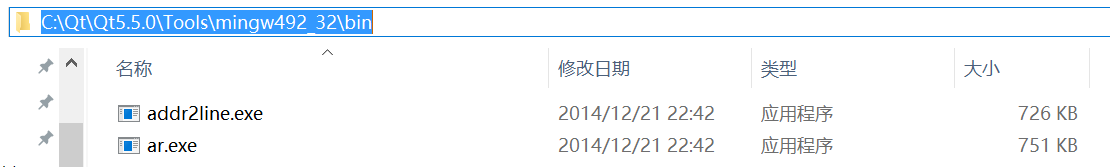 C:\Qt\Qt5.5.0\Tools\mingw492_32\bin
名称 修改日期 类型 大小
addr2line.exe 2014/12/21 22:42 应用程序 726 KB
ar.exe 2014/12/21 22:42 应用程序 751 KB